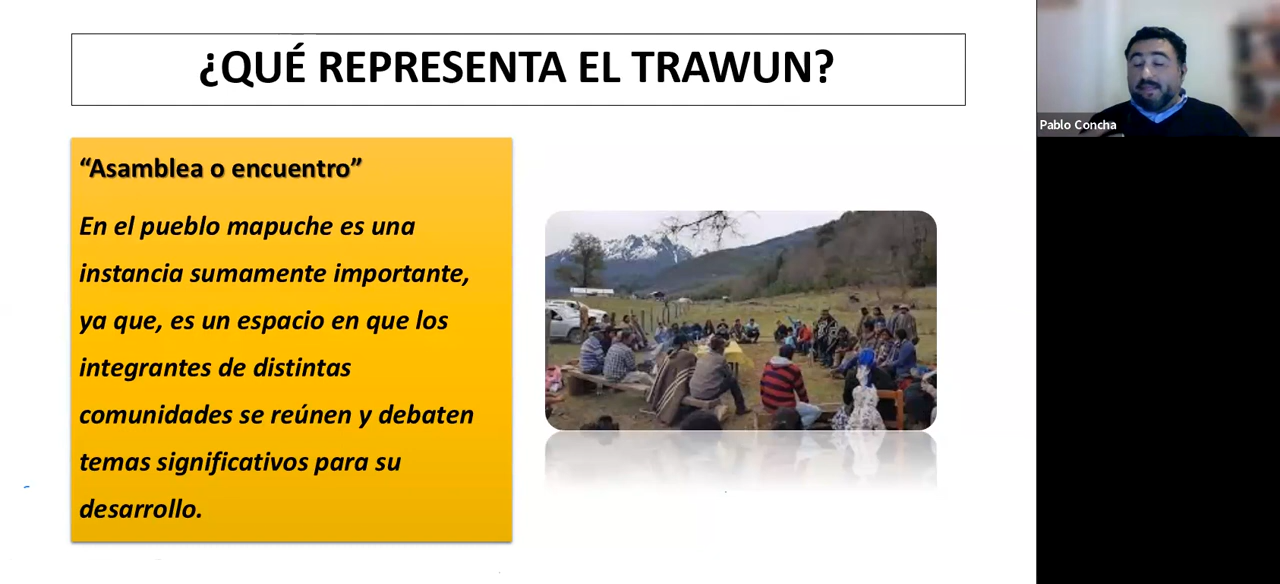 ¿QUÉ REPRESENTA EL TRAWUN?
“Asamblea o encuentro”
En el pueblo mapuche es una
instancia sumamente importante,
ya que, es un espacio en que los
integrantes de distintas
comunidades se reúnen y debaten
temas significativos para su
desarrollo.
Pablo Concha